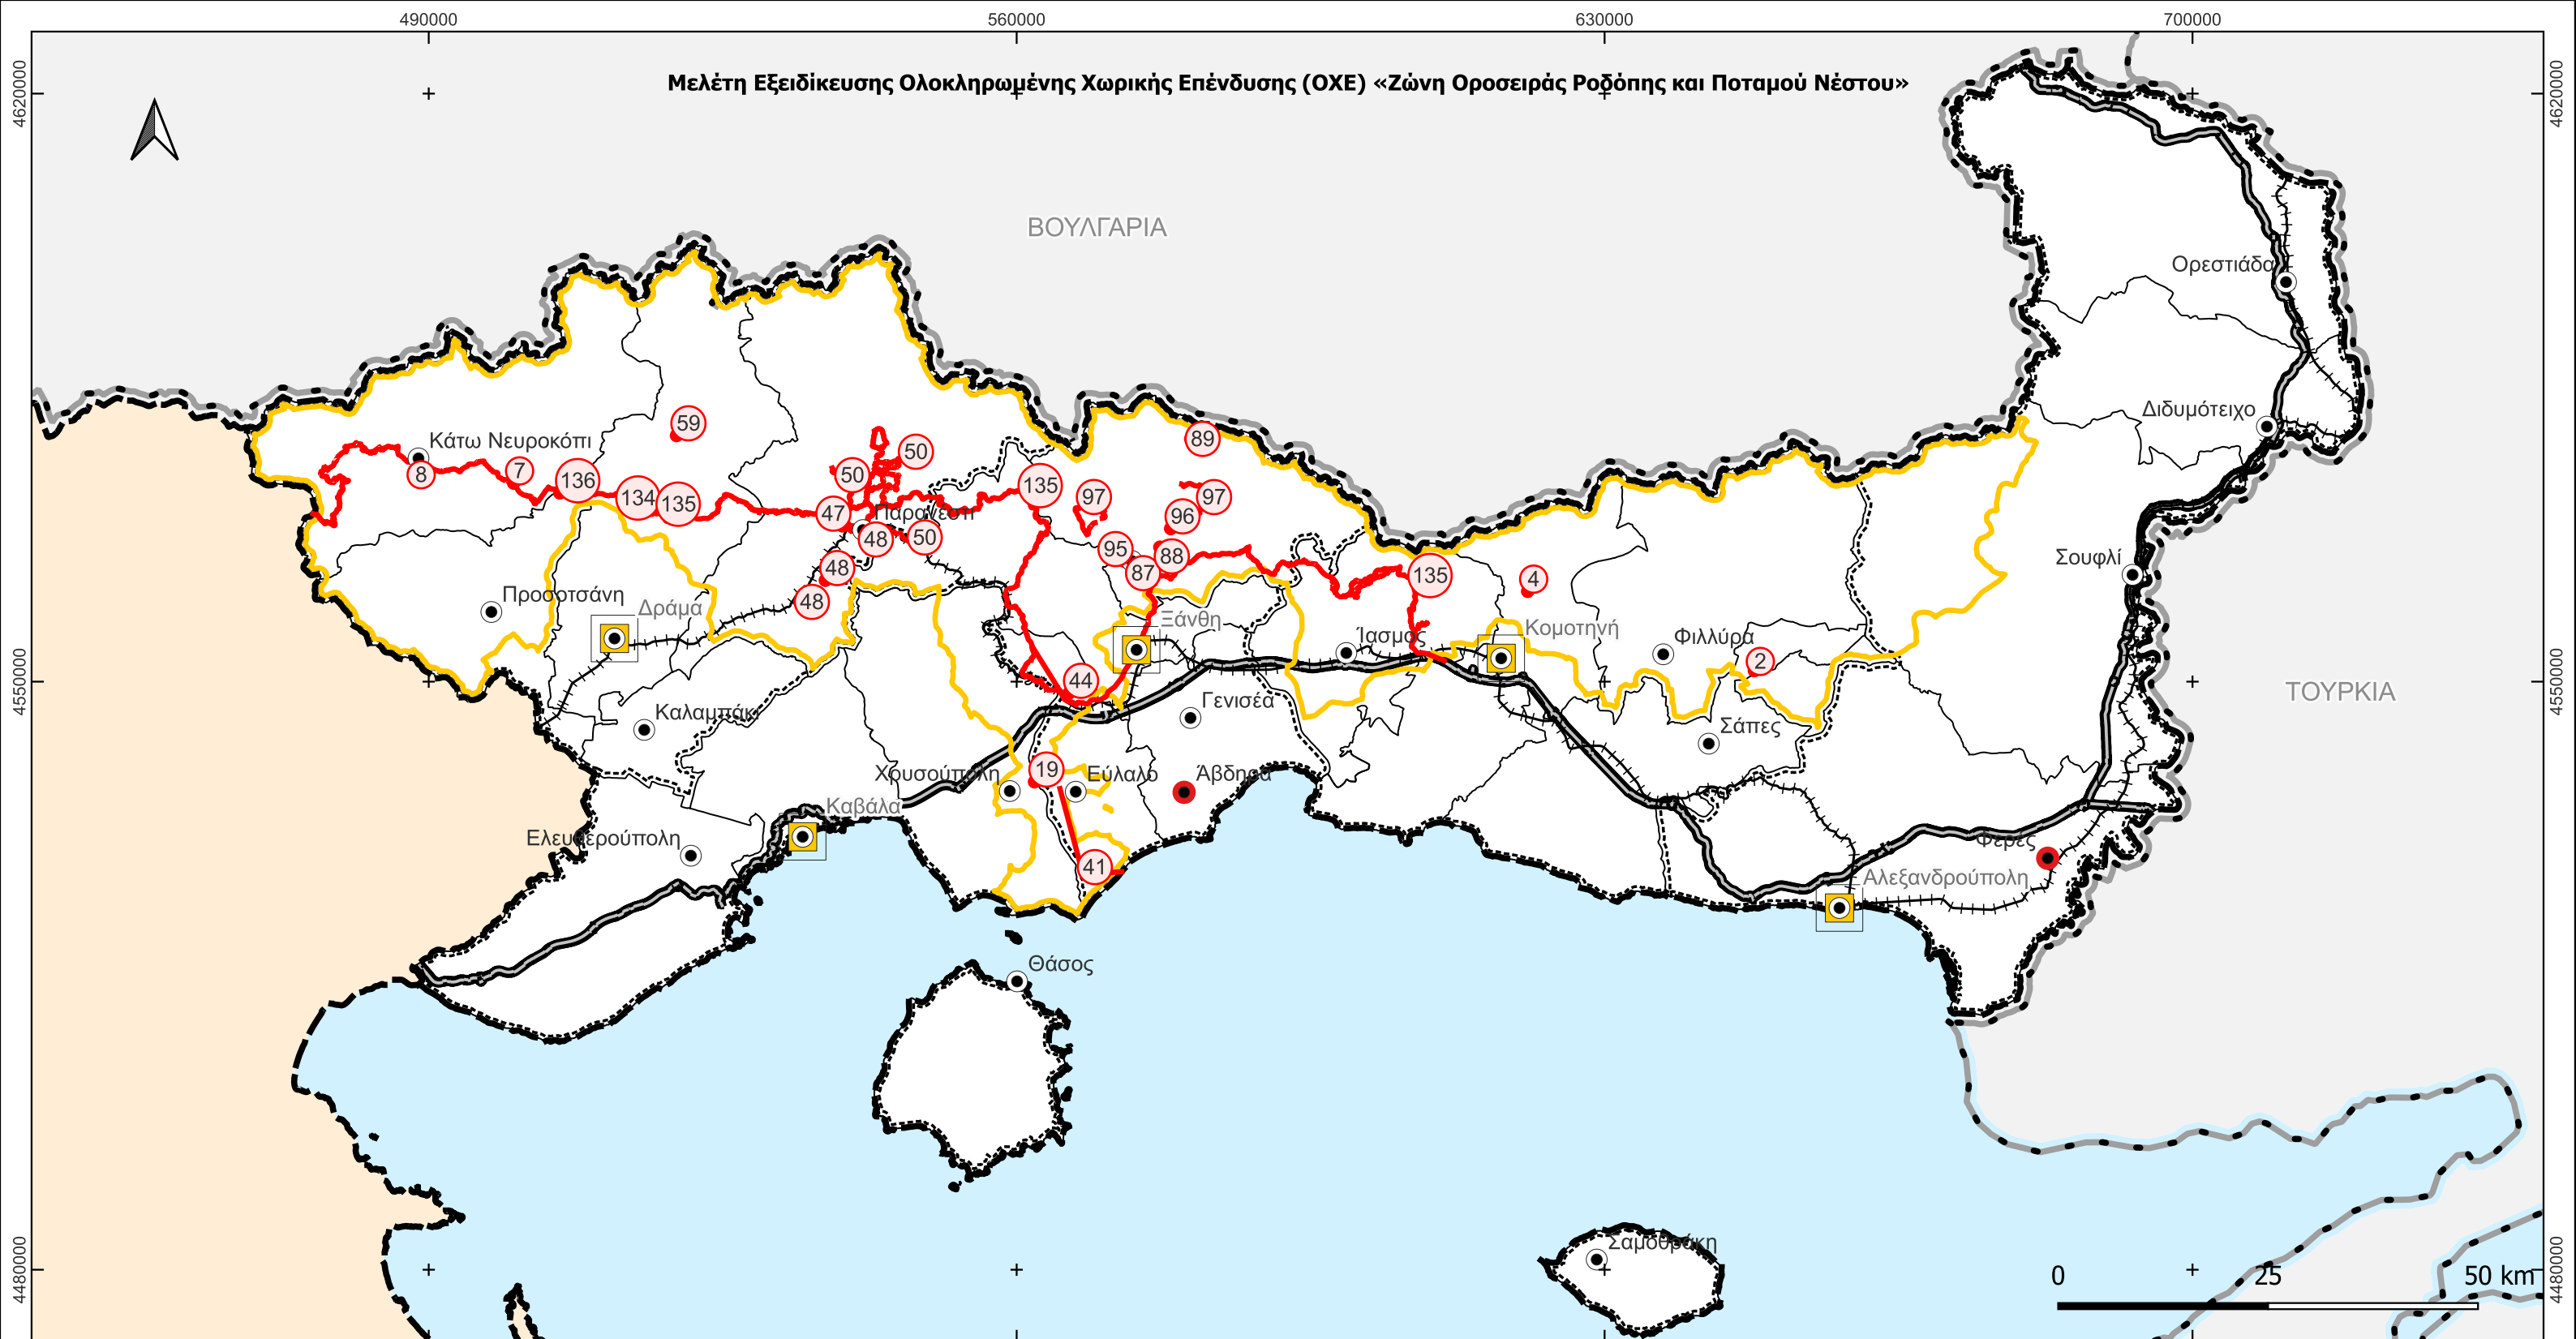 490000
560000
630000
700000
4620000
4620000
Μελέτη Εξειδίκευσης Ολοκληρωμένης Χωρικής Επένδυσης (ΟΧΕ) «Ζώνη Οροσειράς Ροδόπης και Ποταμού Νέστου»
ΒΟΥΛΓΑΡΙΑ
Ορεστιάδα
Διδυμότειχο
59
89
Κάτω Νευροκόπι
50
8
7
136
50
135
97
97
134
135
47
Παρανέστι
96
48
50
95
88
Σουφλί
48
87
135
4
Προσοτσάνη
48
Δράμα
Ξάνθη
Ίασμος
Κομοτηνή
Φιλλύρα
2
4550000
44
4550000
ΤΟΥΡΚΙΑ
Καλαμπάκι
Γενισέα
Σάπες
Χρυσούπολη
19
Εύλαλο
Άβδηρα
Καβάλα
Ελευθερούπολη
Φέρες
41
Αλεξανδρούπολη
Θάσος
Σαμοθράκη
4480000
4480000
0
25
50 km